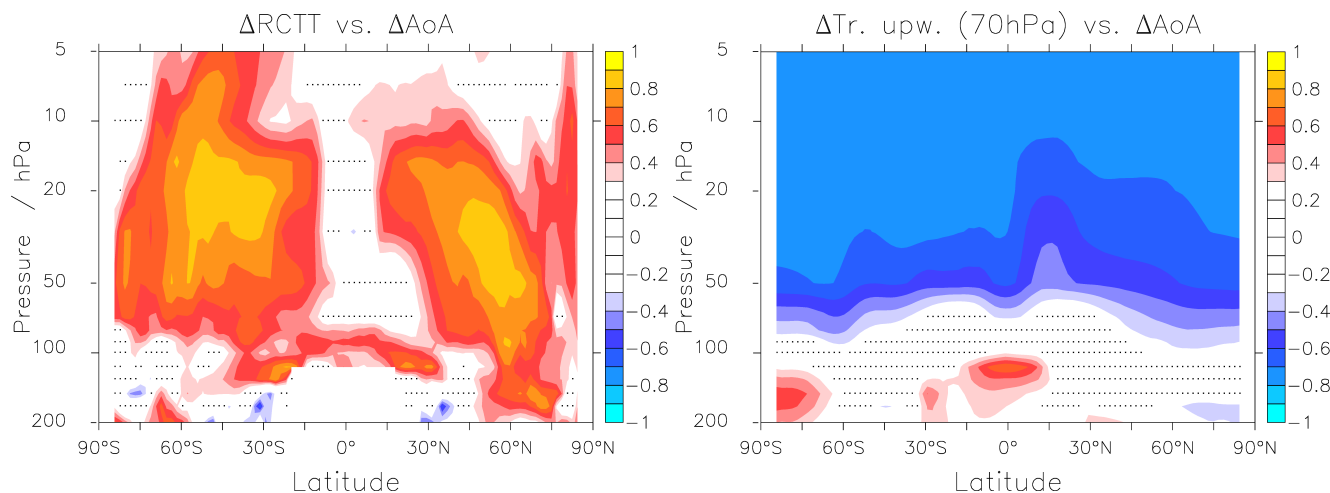 ΔRCTT vs. ΔAoA
5
10
20
50
100
200
Pressure / hPa
90°S
60°S
30°S
0°
30°N
60°N
90°N
Latitude
1
0.8
0.6
0.4
0.2
0
−0.2
−0.4
−0.6
−0.8
−1
ΔTr. upw. (70hPa) vs. ΔAoA
5
10
20
50
100
200
Pressure / hPa
90°S
60°S
30°S
0°
30°N
60°N
90°N
Latitude
1
0.8
0.6
0.4
0.2
0
−0.2
−0.4
−0.6
−0.8
−1